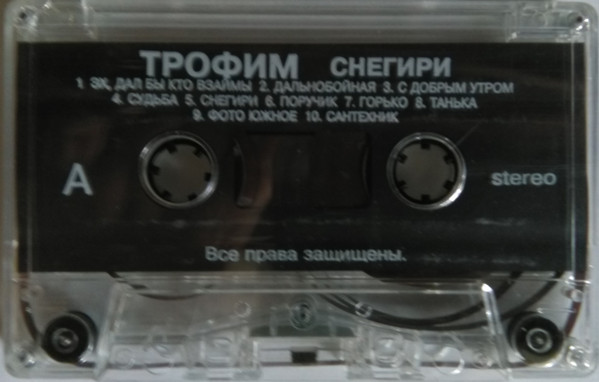 ТРОФИМ СНЕГИРИ
1. ЭХ, ДАЛ БЫ КТО ВЗАЙМЫ 2. ДАЛЬНОБОЙНАЯ 3. С ДОБРЫМ УТРОМ
4. СУДЬБА 5. СНЕГИРИ 6. ПОРУЧИК 7. ГОРЬКО 8. ТАНЬКА
9. ФОТО ЮЖНОЕ 10. САНТЕХНИК
A stereo
Все права защищены.